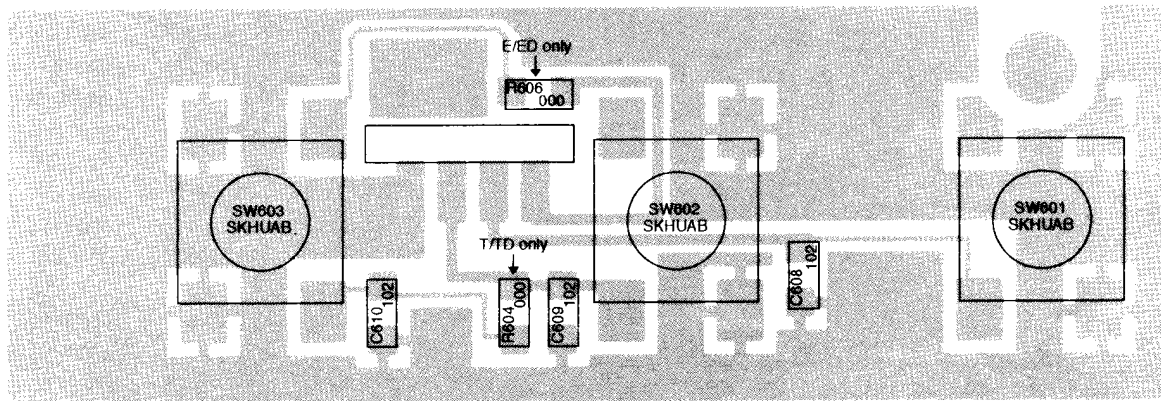 E/ED only
R606
000
SW603
SKHUAB
SW602
SKHUAB
SW601
SKHUAB
T/TD only
C610
102
R604
000
C609
102
C608
102